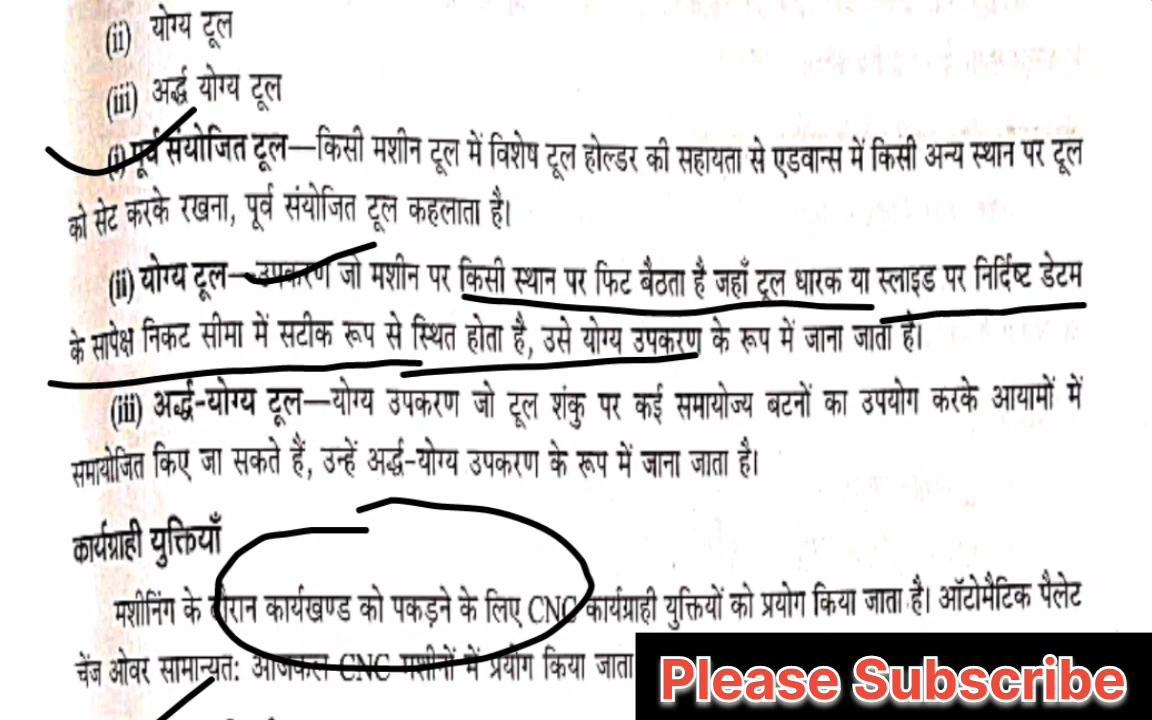 (ii) योग्य टूल
(iii) अर्द्ध योग्य टूल
(i) पूर्व संयोजित टूल—किसी मशीन टूल में विशेष टूल होल्डर की सहायता से एडवान्स में किसी अन्य स्थान पर टूल
को सेट करके रखना, पूर्व संयोजित टूल कहलाता है।
(ii) योग्य टूल—उपकरण जो मशीन पर किसी स्थान पर फिट बैठता है जहाँ टूल धारक या स्लाइड पर निर्दिष्ट डेटम
के सापेक्ष निकट सीमा में सटीक रूप से स्थित होता है, उसे योग्य उपकरण के रूप में जाना जाता है।
(iii) अर्द्ध-योग्य टूल—योग्य उपकरण जो टूल शंकु पर कई समायोज्य बटनों का उपयोग करके आयामों में
समायोजित किए जा सकते हैं, उन्हें अर्द्ध-योग्य उपकरण के रूप में जाना जाता है।
कार्यग्राही युक्तियाँ
मशीनिंग के दौरान कार्यखण्ड को पकड़ने के लिए CNC कार्यग्राही युक्तियों को प्रयोग किया जाता है। ऑटोमैटिक पैलेट
चेंज ओवर सामान्यत: आजकल CNC मशीनों में प्रयोग किया जाता
Please Subscribe